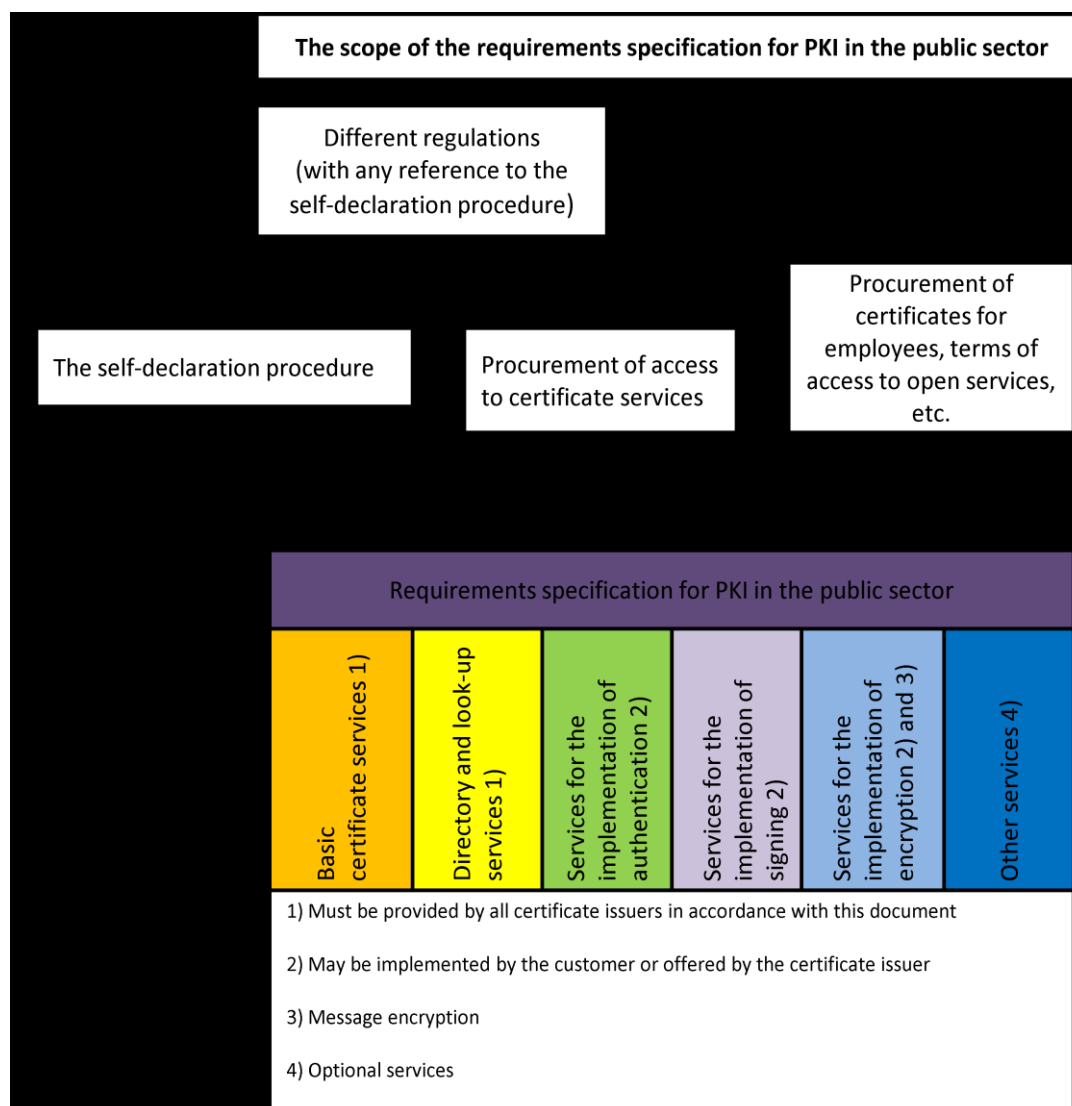 The scope of the requirements specification for PKI in the public sector
Different regulations
(with any reference to the
self-declaration procedure)
The self-declaration procedure
Procurement of access
to certificate services
Procurement of
certificates for
employees, terms of
access to open services,
etc.
Requirements specification for PKI in the public sector
Basic
certificate services 1)
Directory and look-up
services 1)
Services for the
implementation of
authentication 2)
Services for the
implementation of
signing 2)
Services for the
implementation of
encryption 2) and 3)
Other services 4)
1) Must be provided by all certificate issuers in accordance with this document
2) May be implemented by the customer or offered by the certificate issuer
3) Message encryption
4) Optional services